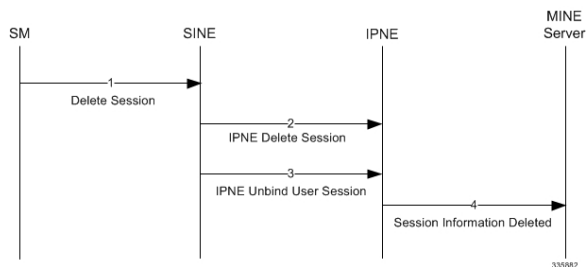 SM
SINE
IPNE
MINE
Server
1
Delete Session
2
IPNE Delete Session
3
IPNE Unbind User Session
4
Session Information Deleted
335882